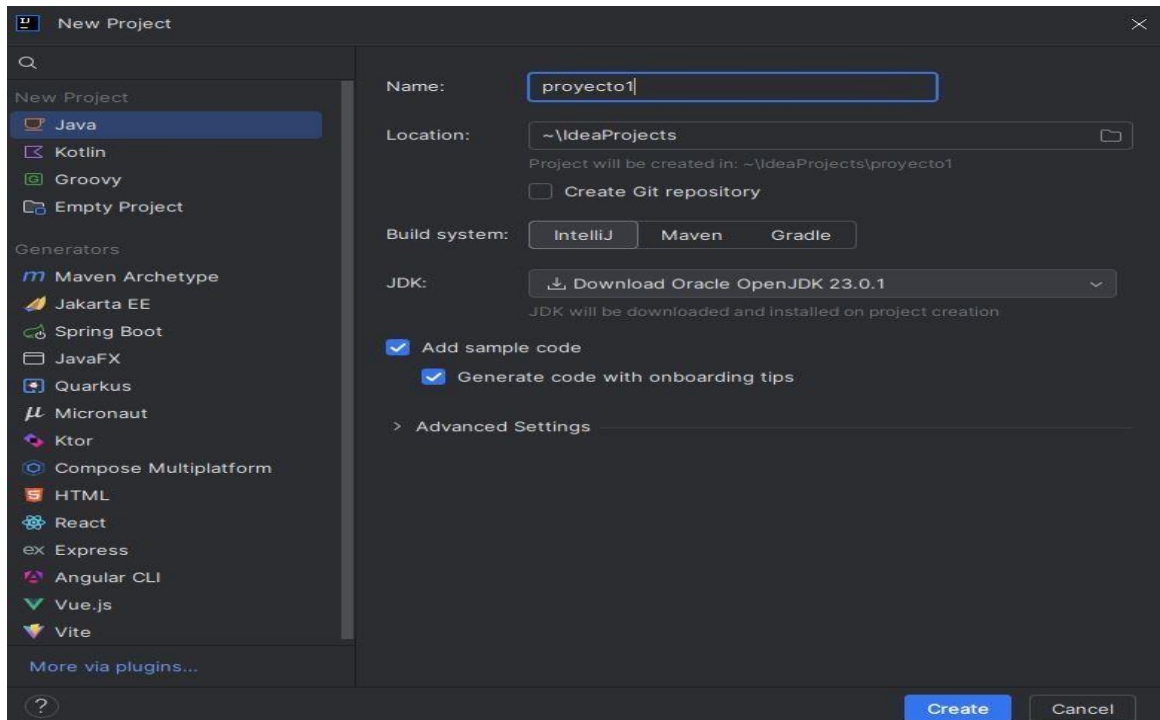 New Project
New Project
Java
Kotlin
Groovy
Empty Project
Generators
Maven Archetype
Jakarta EE
Spring Boot
JavaFX
Quarkus
Micronaut
Ktor
Compose Multiplatform
HTML
React
ex Express
Angular CLI
Vue.js
Vite
More via plugins...
?
Name: proyecto1
Location: ~\IdeaProjects
Project will be created in: ~\IdeaProjects\proyecto1
Create Git repository
Build system: IntelliJ Maven Gradle
JDK: Download Oracle OpenJDK 23.0.1
JDK will be downloaded and installed on project creation
Add sample code
Generate code with onboarding tips
> Advanced Settings
Create Cancel